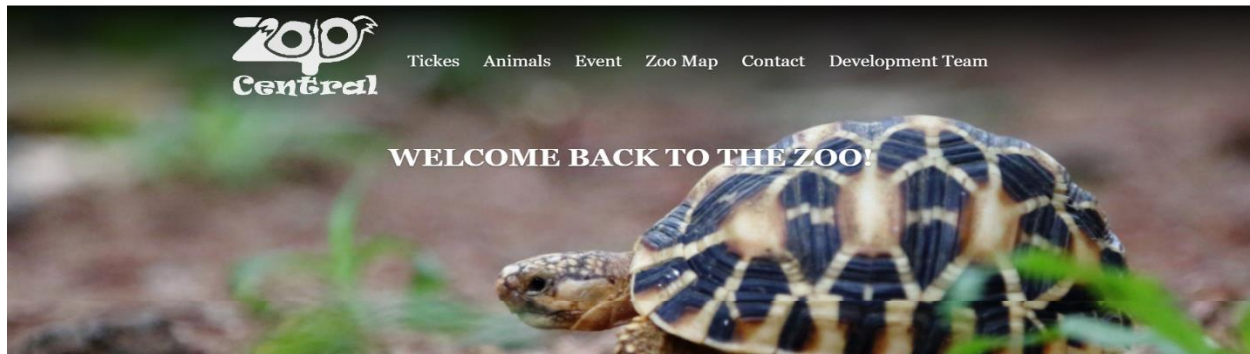 Zoo
Central
Tickes Animals Event Zoo Map Contact Development Team
WELCOME BACK TO THE ZOO!